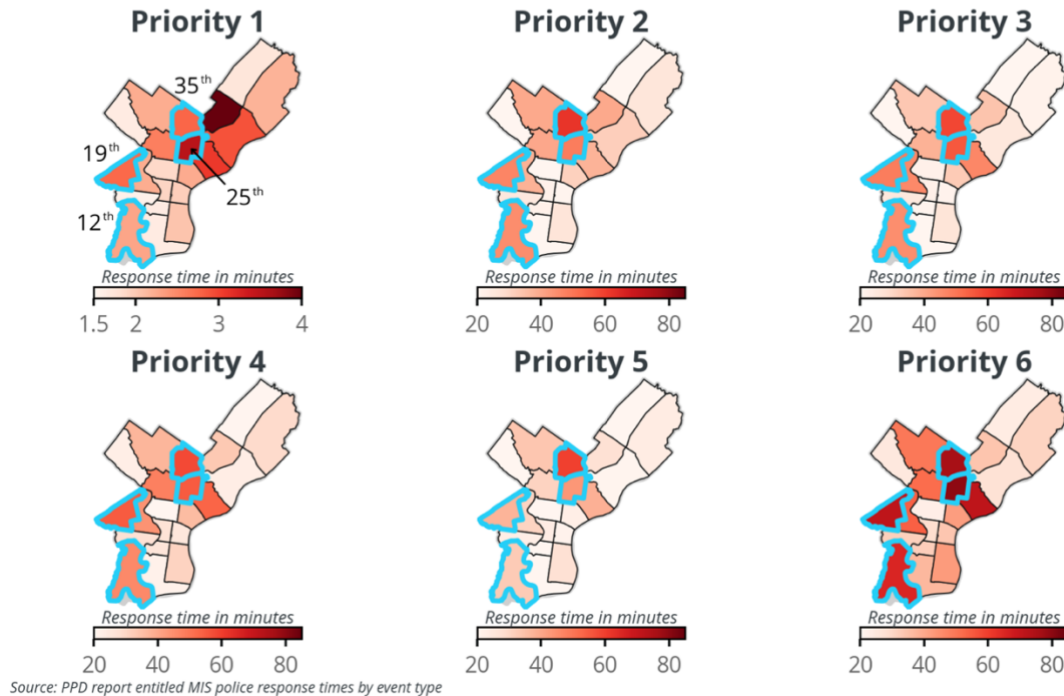 Priority 1
Priority 2
Priority 3
35th
19th
25th
12th
Response time in minutes
Response time in minutes
Response time in minutes
1.5 2 3 4
20 40 60 80
20 40 60 80
Priority 4
Priority 5
Priority 6
Response time in minutes
Response time in minutes
Response time in minutes
20 40 60 80
20 40 60 80
20 40 60 80
Source: PPD report entitled MIS police response times by event type